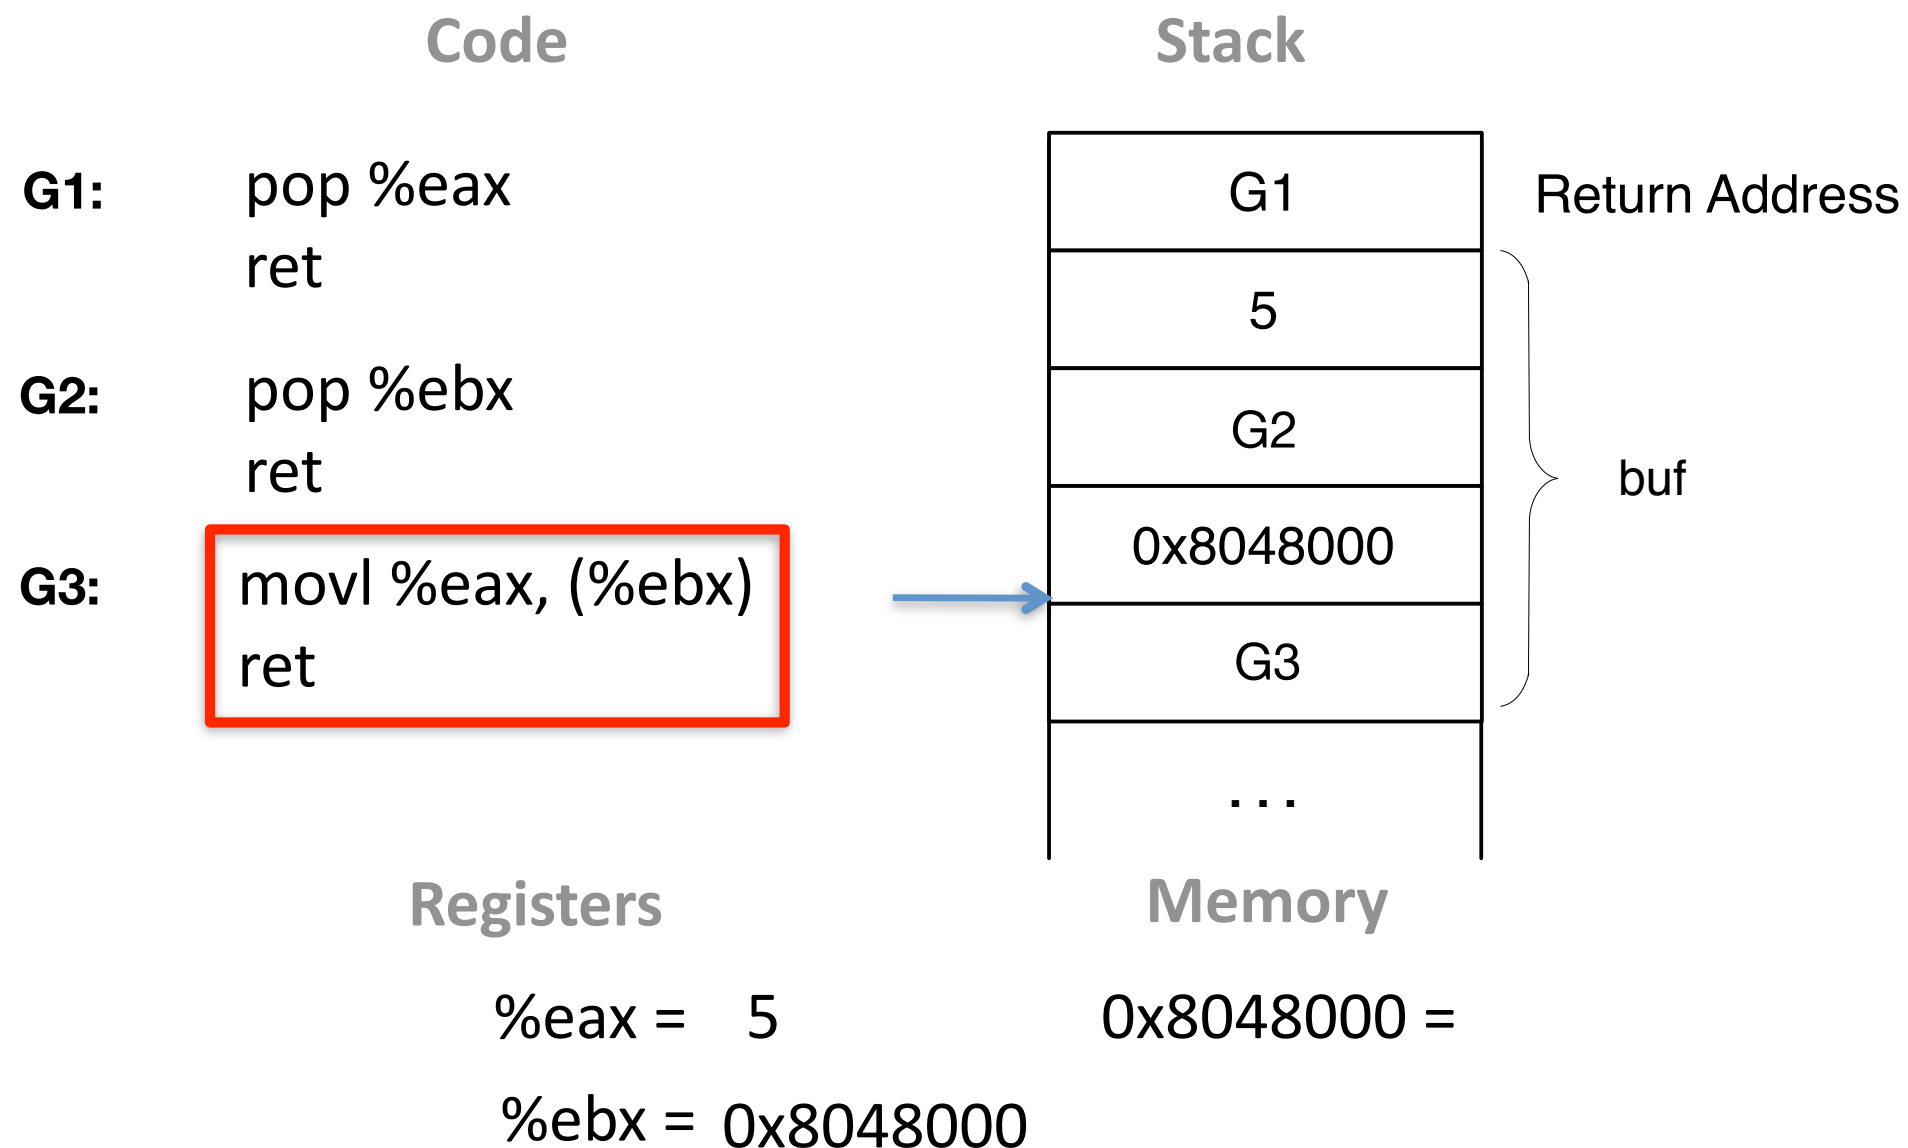 Code
G1: pop %eax
ret
G2: pop %ebx
ret
G3: movl %eax, (%ebx)
ret
Stack
G1 Return Address
5
G2
buf
0x8048000
G3
...
Registers
%eax = 5
%ebx = 0x8048000
Memory
0x8048000 =